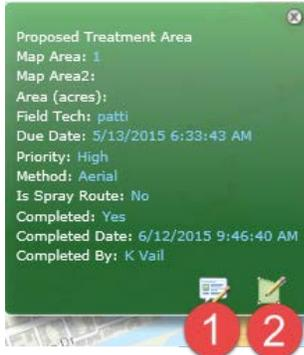 Proposed Treatment Area
Map Area: 1
Map Area2:
Area (acres):
Field Tech: patti
Due Date: 5/13/2015 6:33:43 AM
Priority: High
Method: Aerial
Is Spray Route: No
Completed: Yes
Completed Date: 6/12/2015 9:46:40 AM
Completed By: K Vail
1 2